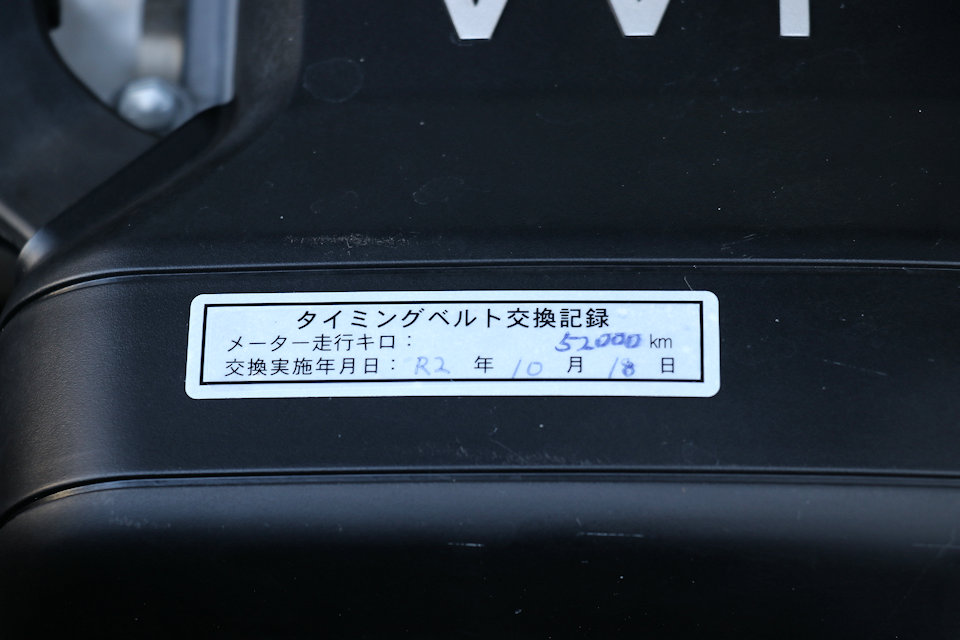 タイミングベルト交換記録
メーター走行キロ： 52000 km
交換実施年月日： R2 年 10 月 18 日